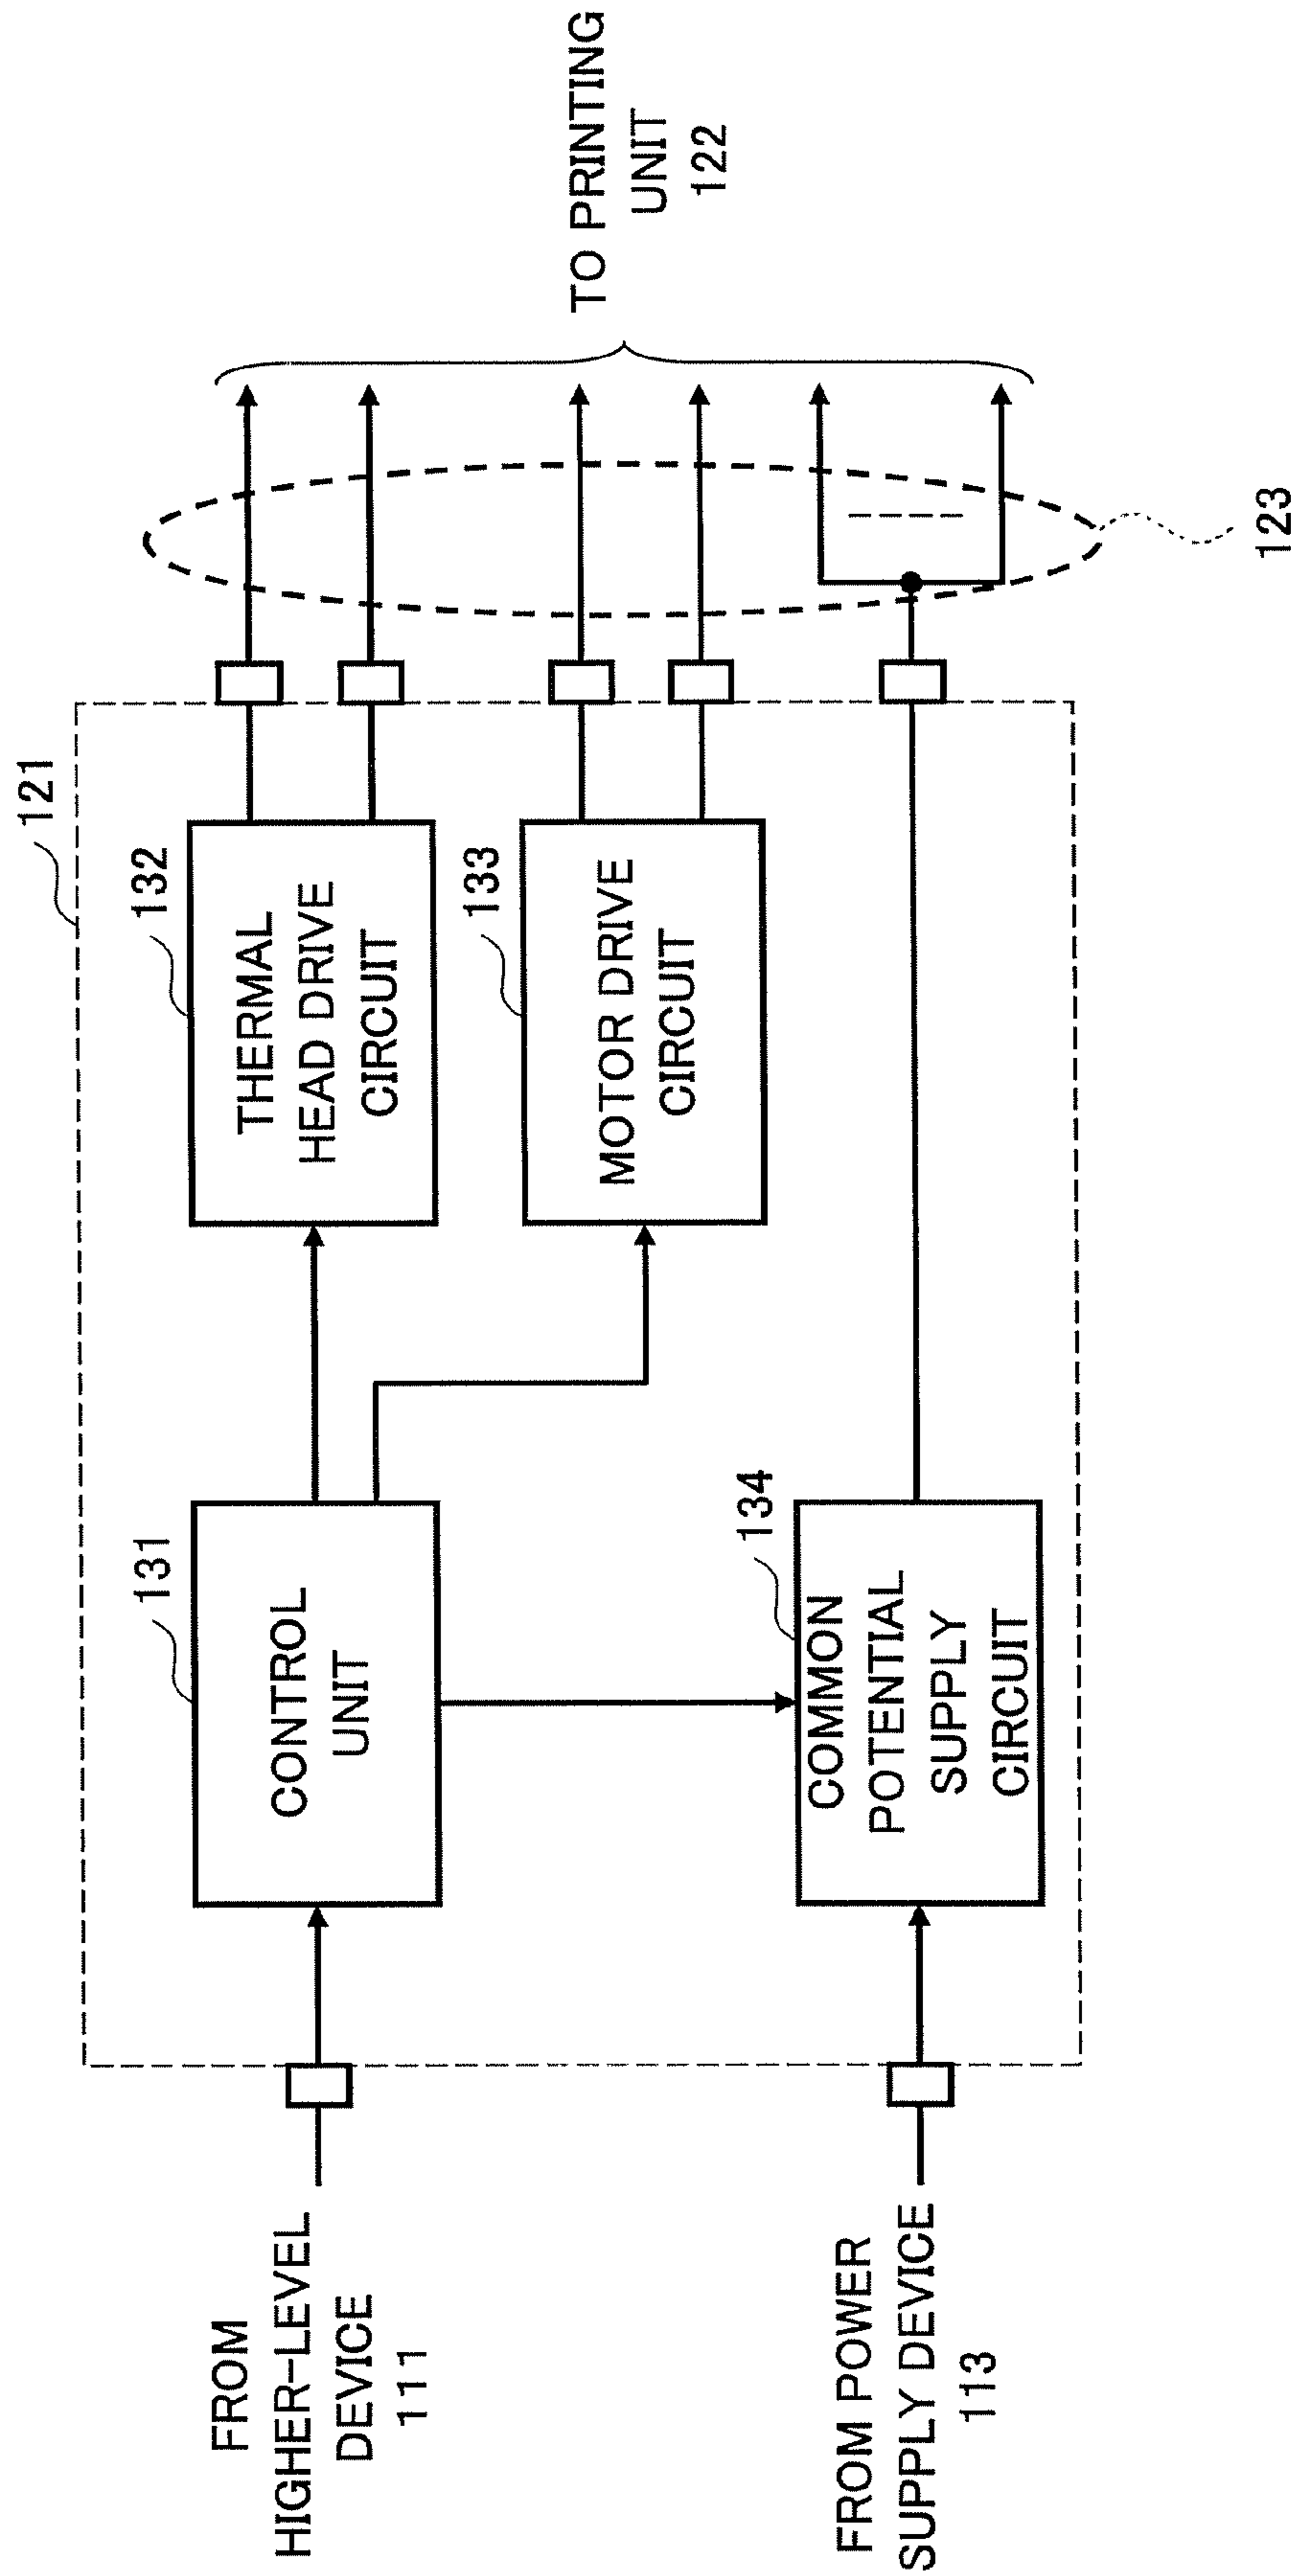 121
FROM
HIGHER-LEVEL
DEVICE
111
131
CONTROL
UNIT
132
THERMAL
HEAD DRIVE
CIRCUIT
133
MOTOR DRIVE
CIRCUIT
TO PRINTING
UNIT
122
FROM POWER
SUPPLY DEVICE
113
134
COMMON
POTENTIAL
SUPPLY
CIRCUIT
123